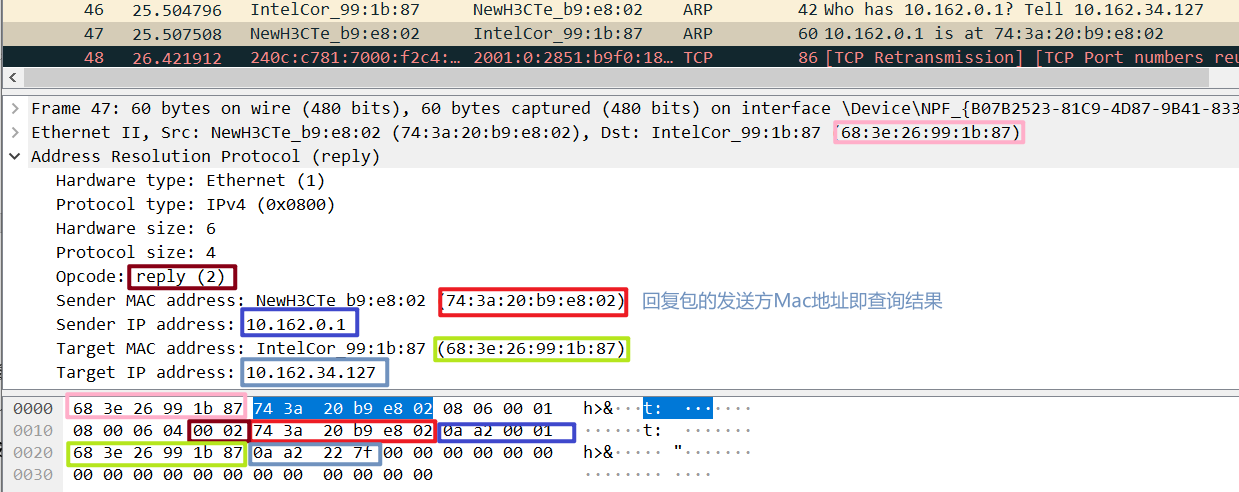 46 25.504796 IntelCor_99:1b:87 NewH3CTe_b9:e8:02 ARP 42 Who has 10.162.0.1? Tell 10.162.34.127
47 25.507508 NewH3CTe_b9:e8:02 IntelCor_99:1b:87 ARP 60 10.162.0.1 is at 74:3a:20:b9:e8:02
48 26.421912 240c:c781:7000:f2c4:… 2001:0:2851:b9f0:18… TCP 86 [TCP Retransmission] [TCP Port numbers reu
Frame 47: 60 bytes on wire (480 bits), 60 bytes captured (480 bits) on interface \Device\NPF_{B07B2523-81C9-4D87-9B41-833
Ethernet II, Src: NewH3CTe_b9:e8:02 (74:3a:20:b9:e8:02), Dst: IntelCor_99:1b:87 (68:3e:26:99:1b:87)
Address Resolution Protocol (reply)
Hardware type: Ethernet (1)
Protocol type: IPv4 (0x0800)
Hardware size: 6
Protocol size: 4
Opcode: reply (2)
Sender MAC address: NewH3CTe_b9:e8:02 (74:3a:20:b9:e8:02) 回复包的发送方Mac地址即查询结果
Sender IP address: 10.162.0.1
Target MAC address: IntelCor_99:1b:87 (68:3e:26:99:1b:87)
Target IP address: 10.162.34.127
0000 68 3e 26 99 1b 87 74 3a 20 b9 e8 02 08 06 00 01 h>&···t: ···········
0010 08 00 06 04 00 02 74 3a 20 b9 e8 02 0a a2 00 01 ······t: ·······
0020 68 3e 26 99 1b 87 0a a2 22 7f 00 00 00 00 00 00 h>&····· "·······
0030 00 00 00 00 00 00 00 00 00 00 00 00 ········ ····